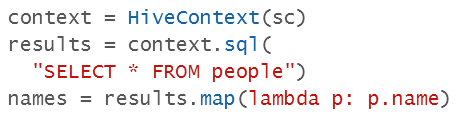 context = HiveContext(sc)
results = context.sql(
  "SELECT * FROM people")
names = results.map(lambda p: p.name)